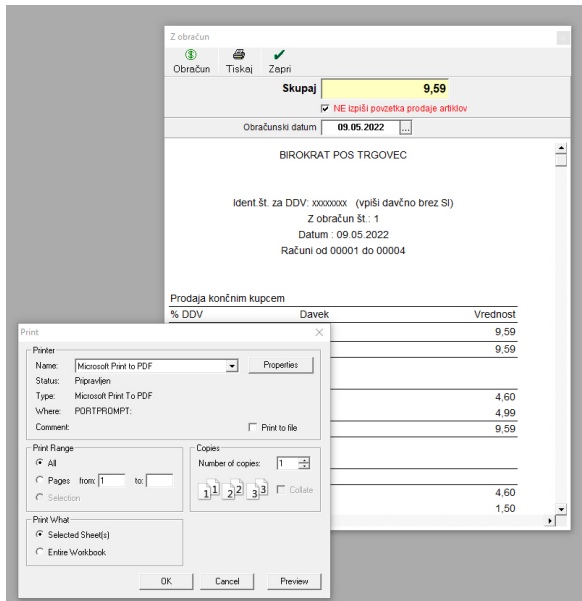 Z obračun
Obračun Tiskaj Zapri
Skupaj 9,59
NE izpiši povzetka prodaje artiklov
Obračunski datum 09.05.2022 ...
BIROKRAT POS TRGOVEC
Ident.št. za DDV: xxxxxxxx (vpiši davčno brez SI)
Z obračun št.: 1
Datum : 09.05.2022
Računi od 00001 do 00004
Prodaja končnim kupcem
% DDV Davek Vrednost
9,59
9,59
4,60
4,99
9,59
4,60
1,50
Print
Printer
Name: Microsoft Print to PDF Properties
Status: Pripravljen
Type: Microsoft Print To PDF
Where: PORTPROMPT:
Comment: Print to file
Print Range
All
Pages from: 1 to:
Selection
Copies
Number of copies: 1
11 22 33 Collate
Print What
Selected Sheet(s)
Entire Workbook
OK Cancel Preview